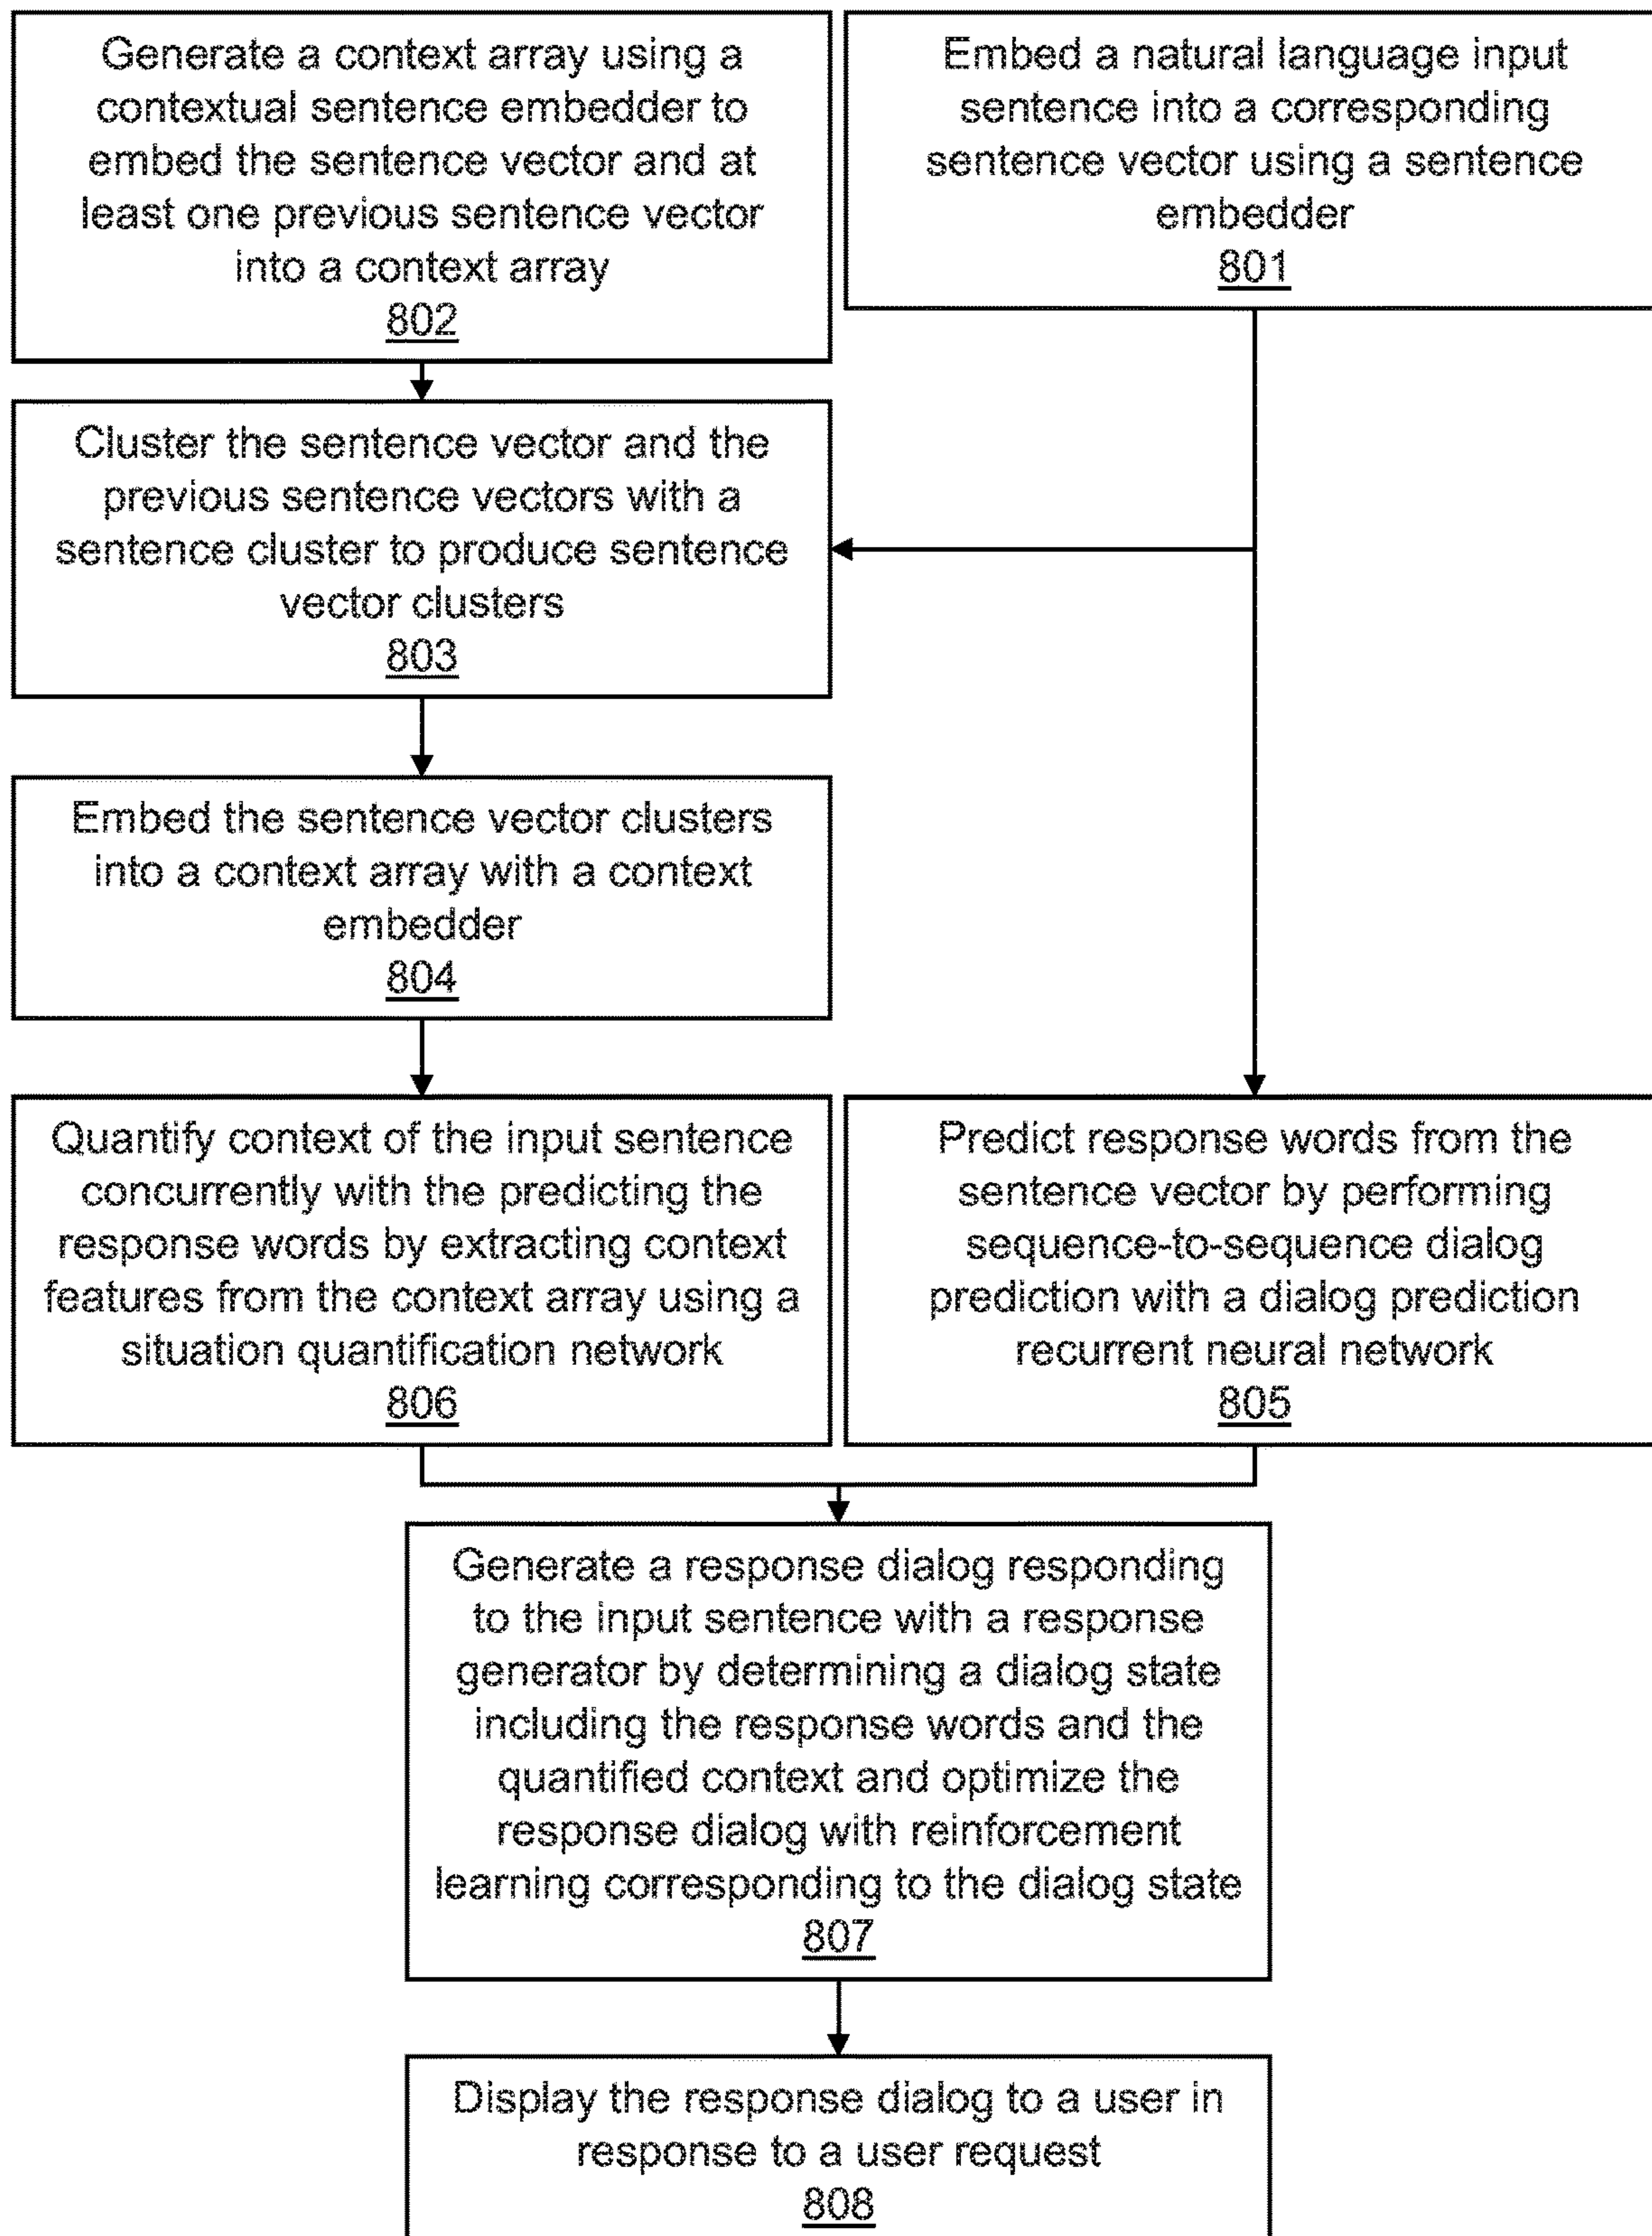 Generate a context array using a
contextual sentence embedder to
embed the sentence vector and at
least one previous sentence vector
into a context array
802
Embed a natural language input
sentence into a corresponding
sentence vector using a sentence
embedder
801
Cluster the sentence vector and the
previous sentence vectors with a
sentence cluster to produce sentence
vector clusters
803
Embed the sentence vector clusters
into a context array with a context
embedder
804
Quantify context of the input sentence
concurrently with the predicting the
response words by extracting context
features from the context array using a
situation quantification network
806
Predict response words from the
sentence vector by performing
sequence-to-sequence dialog
prediction with a dialog prediction
recurrent neural network
805
Generate a response dialog responding
to the input sentence with a response
generator by determining a dialog state
including the response words and the
quantified context and optimize the
response dialog with reinforcement
learning corresponding to the dialog state
807
Display the response dialog to a user in
response to a user request
808